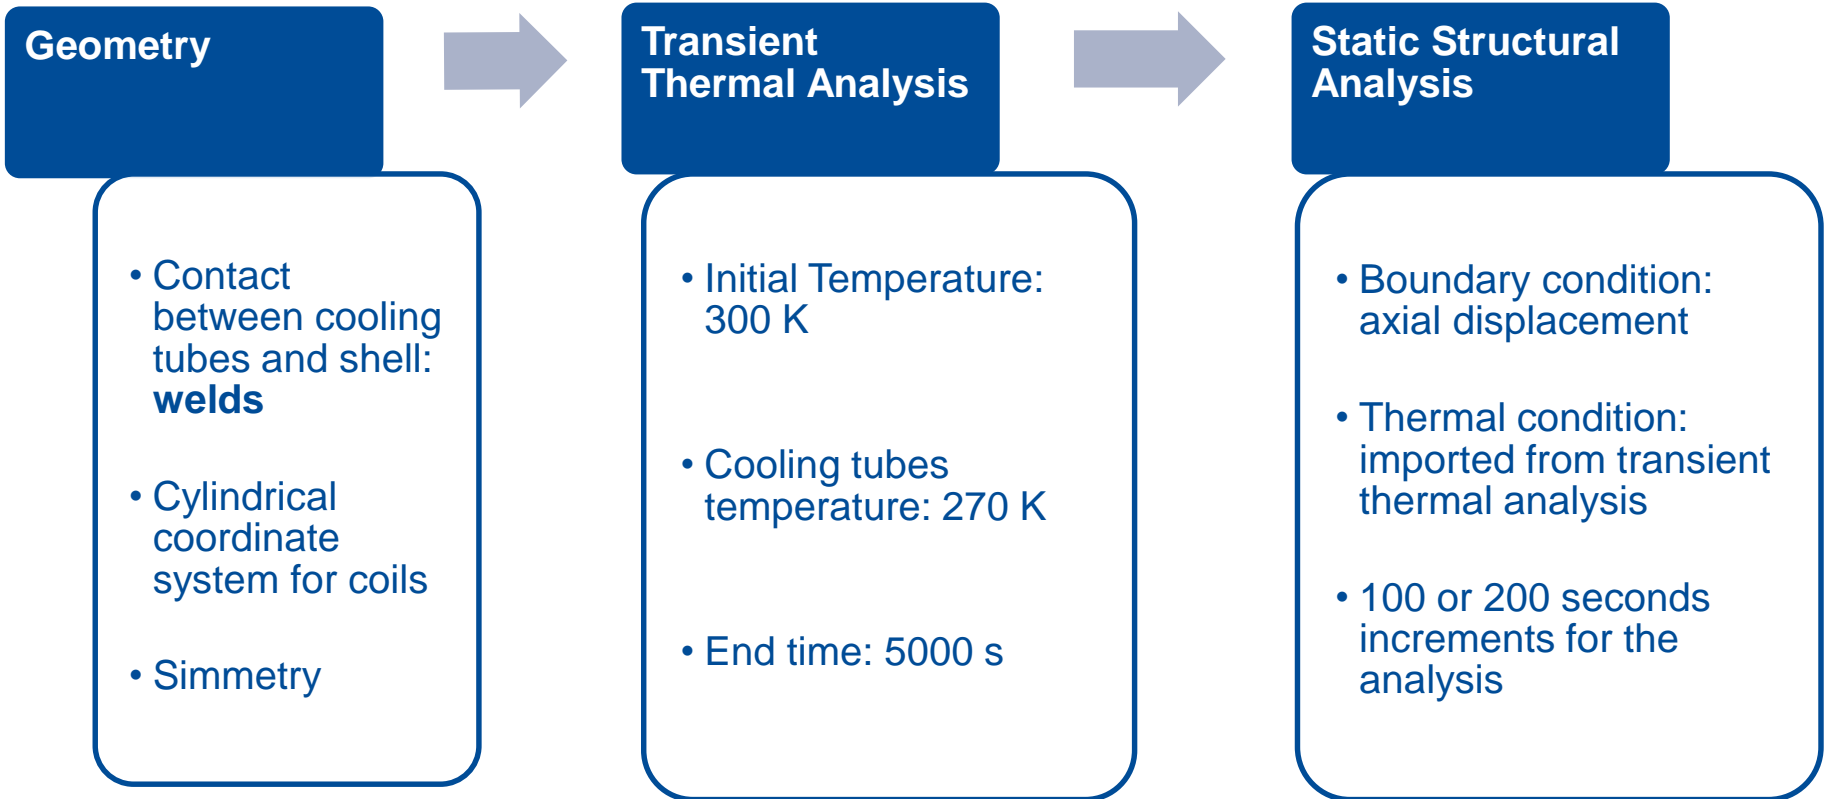 Geometry
• Contact
between cooling
tubes and shell:
welds
• Cylindrical
coordinate
system for coils
• Simmetry
Transient
Thermal Analysis
• Initial Temperature:
300 K
• Cooling tubes
temperature: 270 K
• End time: 5000 s
Static Structural
Analysis
• Boundary condition:
axial displacement
• Thermal condition:
imported from transient
thermal analysis
• 100 or 200 seconds
increments for the
analysis